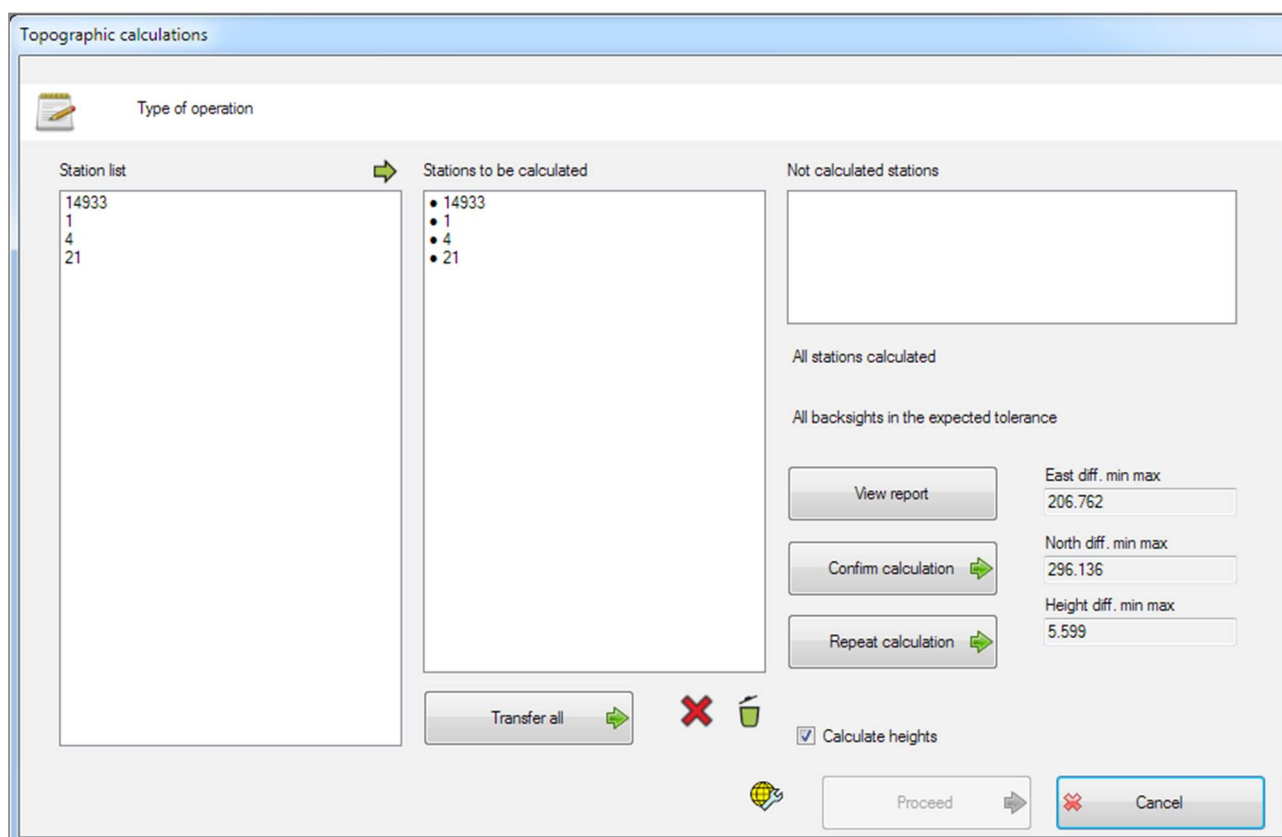 Topographic calculations
Type of operation
Station list
14933
1
4
21
Stations to be calculated
● 14933
● 1
● 4
● 21
Transfer all
Not calculated stations
All stations calculated
All backsights in the expected tolerance
View report
Confirm calculation
Repeat calculation
East diff. min max
206.762
North diff. min max
296.136
Height diff. min max
5.599
Calculate heights
Proceed
Cancel